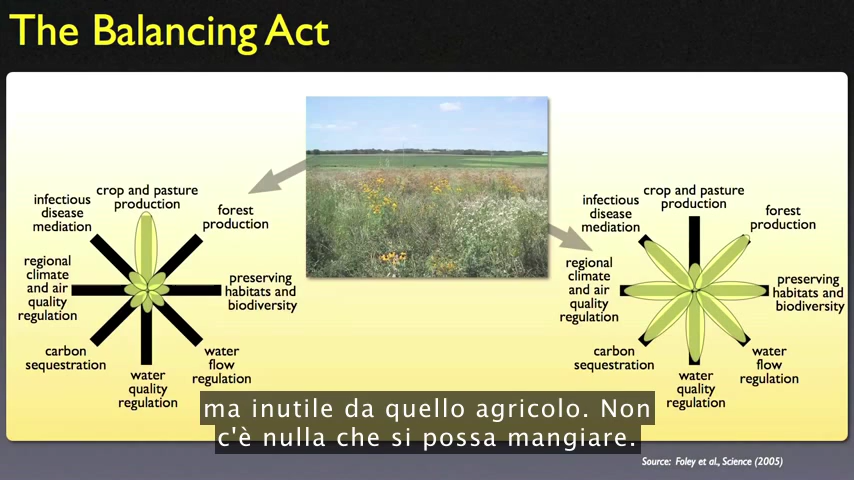 The Balancing Act
crop and pasture
production
infectious
disease
mediation
forest
production
regional
climate
and air
quality
regulation
preserving
habitats and
biodiversity
carbon
sequestration
water
quality
regulation
water
flow
regulation
crop and pasture
production
infectious
disease
mediation
forest
production
regional
climate
and air
quality
regulation
preserving
habitats and
biodiversity
carbon
sequestration
water
quality
regulation
water
flow
regulation
ma inutile da quello agricolo. Non
c'è nulla che si possa mangiare.
Source: Foley et al., Science (2005)